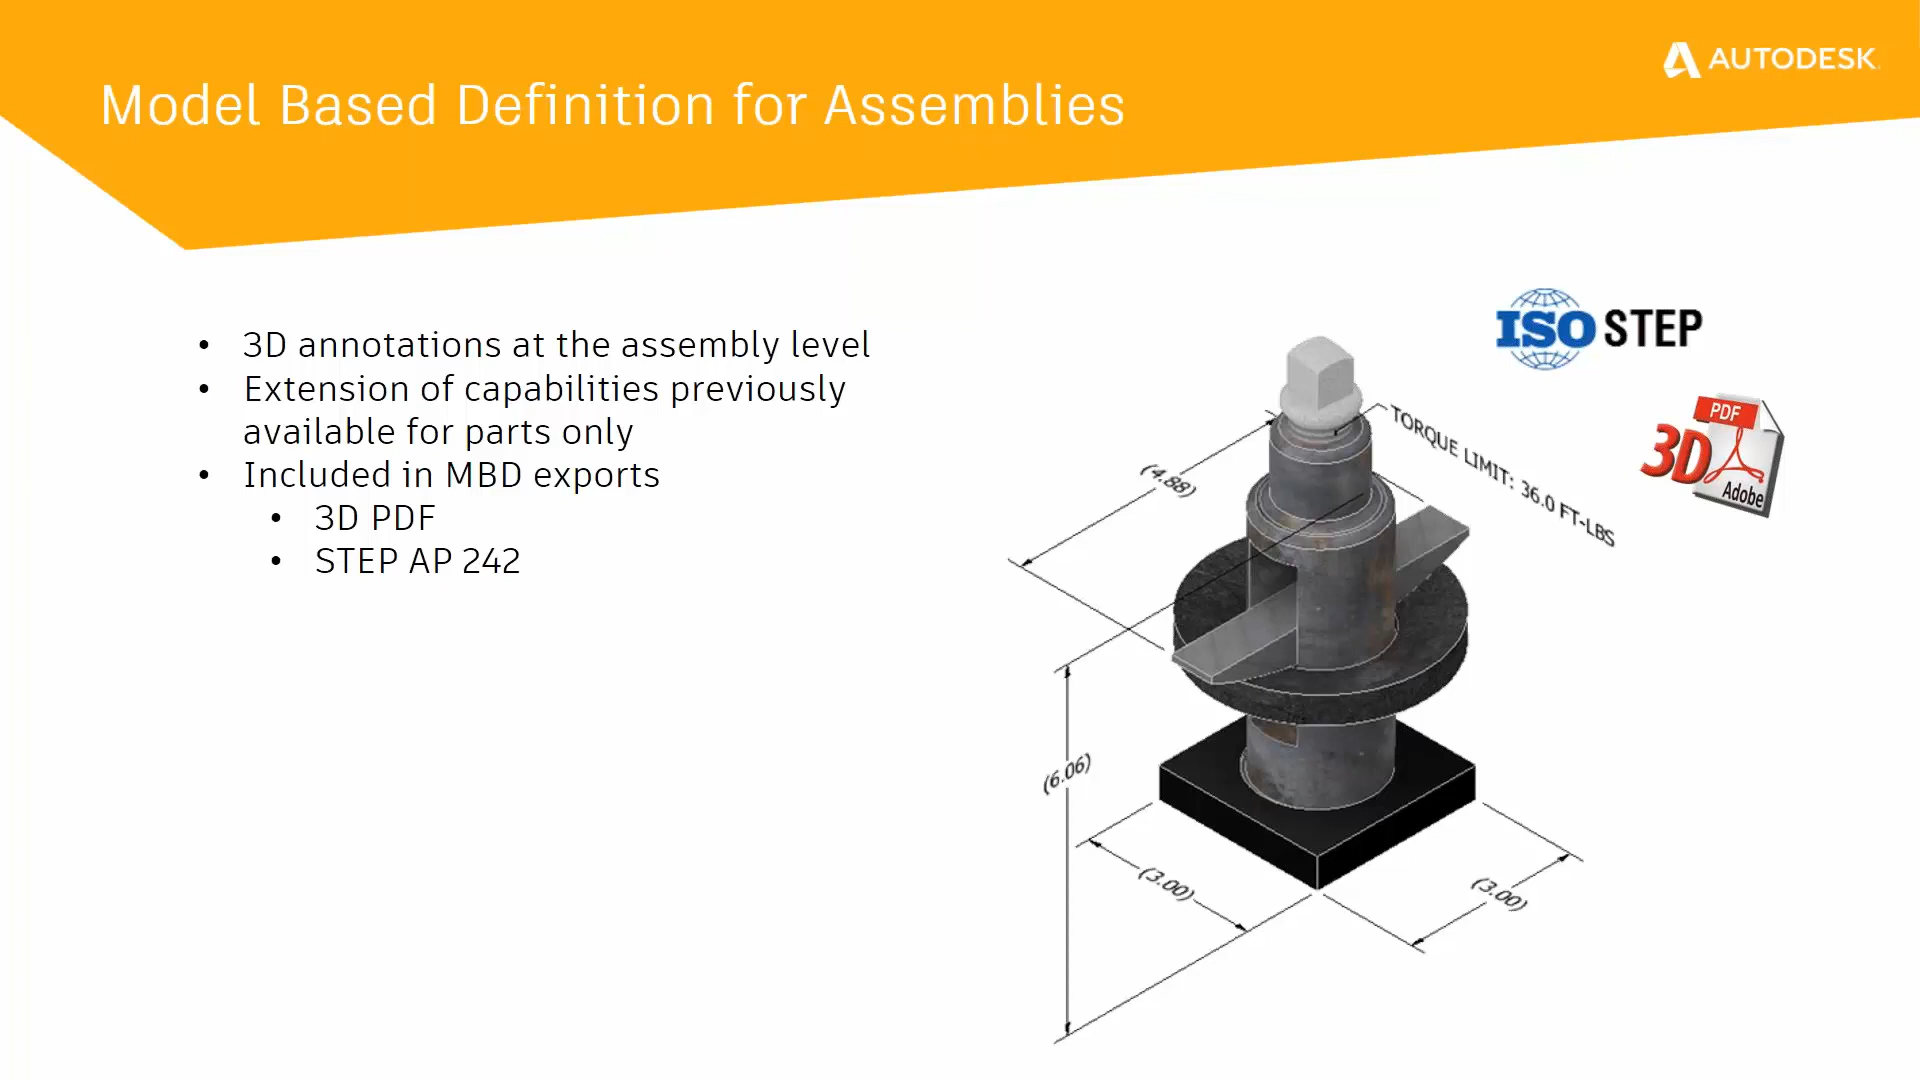 AUTODESK
Model Based Definition for Assemblies
• 3D annotations at the assembly level
• Extension of capabilities previously
available for parts only
• Included in MBD exports
• 3D PDF
• STEP AP 242
ISO STEP
PDF
3D
Adobe
TORQUE LIMIT: 36.0 FT-LBS
(4.88)
(6.06)
(3.00)
(3.00)